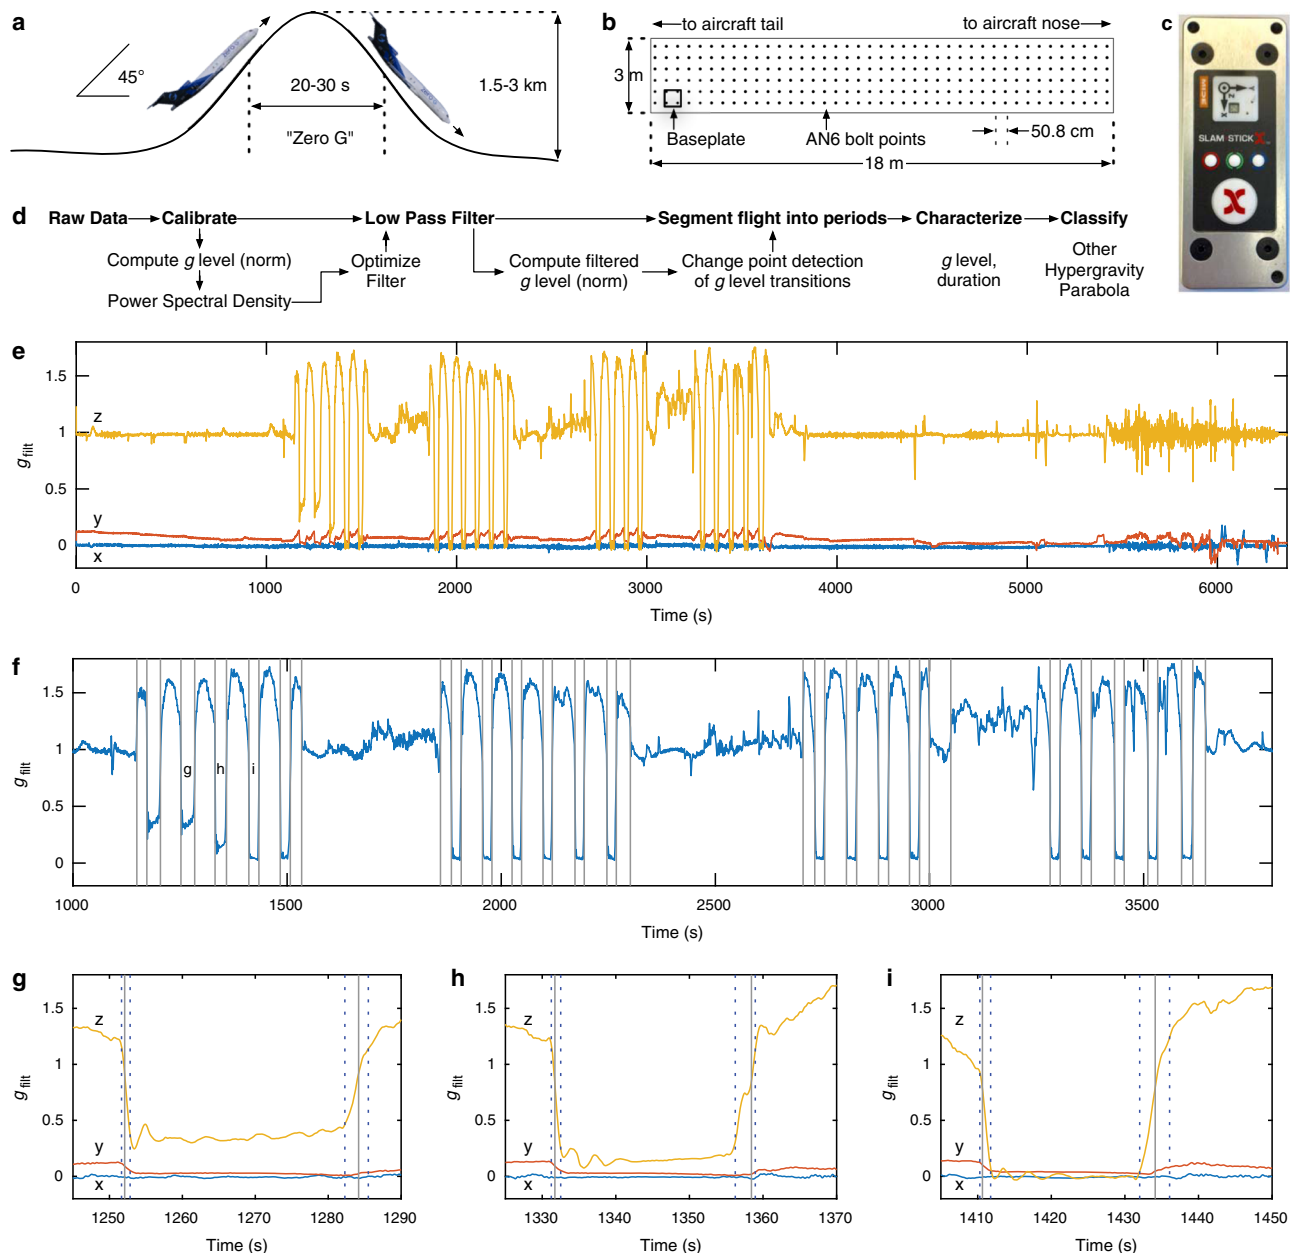 a
45°
20-30 s
"Zero G"
1.5-3 km
b
to aircraft tail
to aircraft nose
3 m
Baseplate
AN6 bolt points
50.8 cm
18 m
c
SLAM STICK X
X
d
Raw Data
Calibrate
Low Pass Filter
Segment flight into periods
Characterize
Classify
Compute g level (norm)
Optimize
Filter
Compute filtered
g level (norm)
Change point detection
of g level transitions
g level,
duration
Other
Hypergravity
Parabola
Power Spectral Density
e
gfilt
1.5
1
0.5
0
z
y
x
0 1000 2000 3000 4000 5000 6000
Time (s)
f
gfilt
1.5
1
0.5
0
g h i
1000 1500 2000 2500 3000 3500
Time (s)
g
gfilt
1.5
1
0.5
0
z
y
x
1250 1260 1270 1280 1290
Time (s)
h
gfilt
1.5
1
0.5
0
z
y
x
1330 1340 1350 1360 1370
Time (s)
i
gfilt
1.5
1
0.5
0
z
y
x
1410 1420 1430 1440 1450
Time (s)